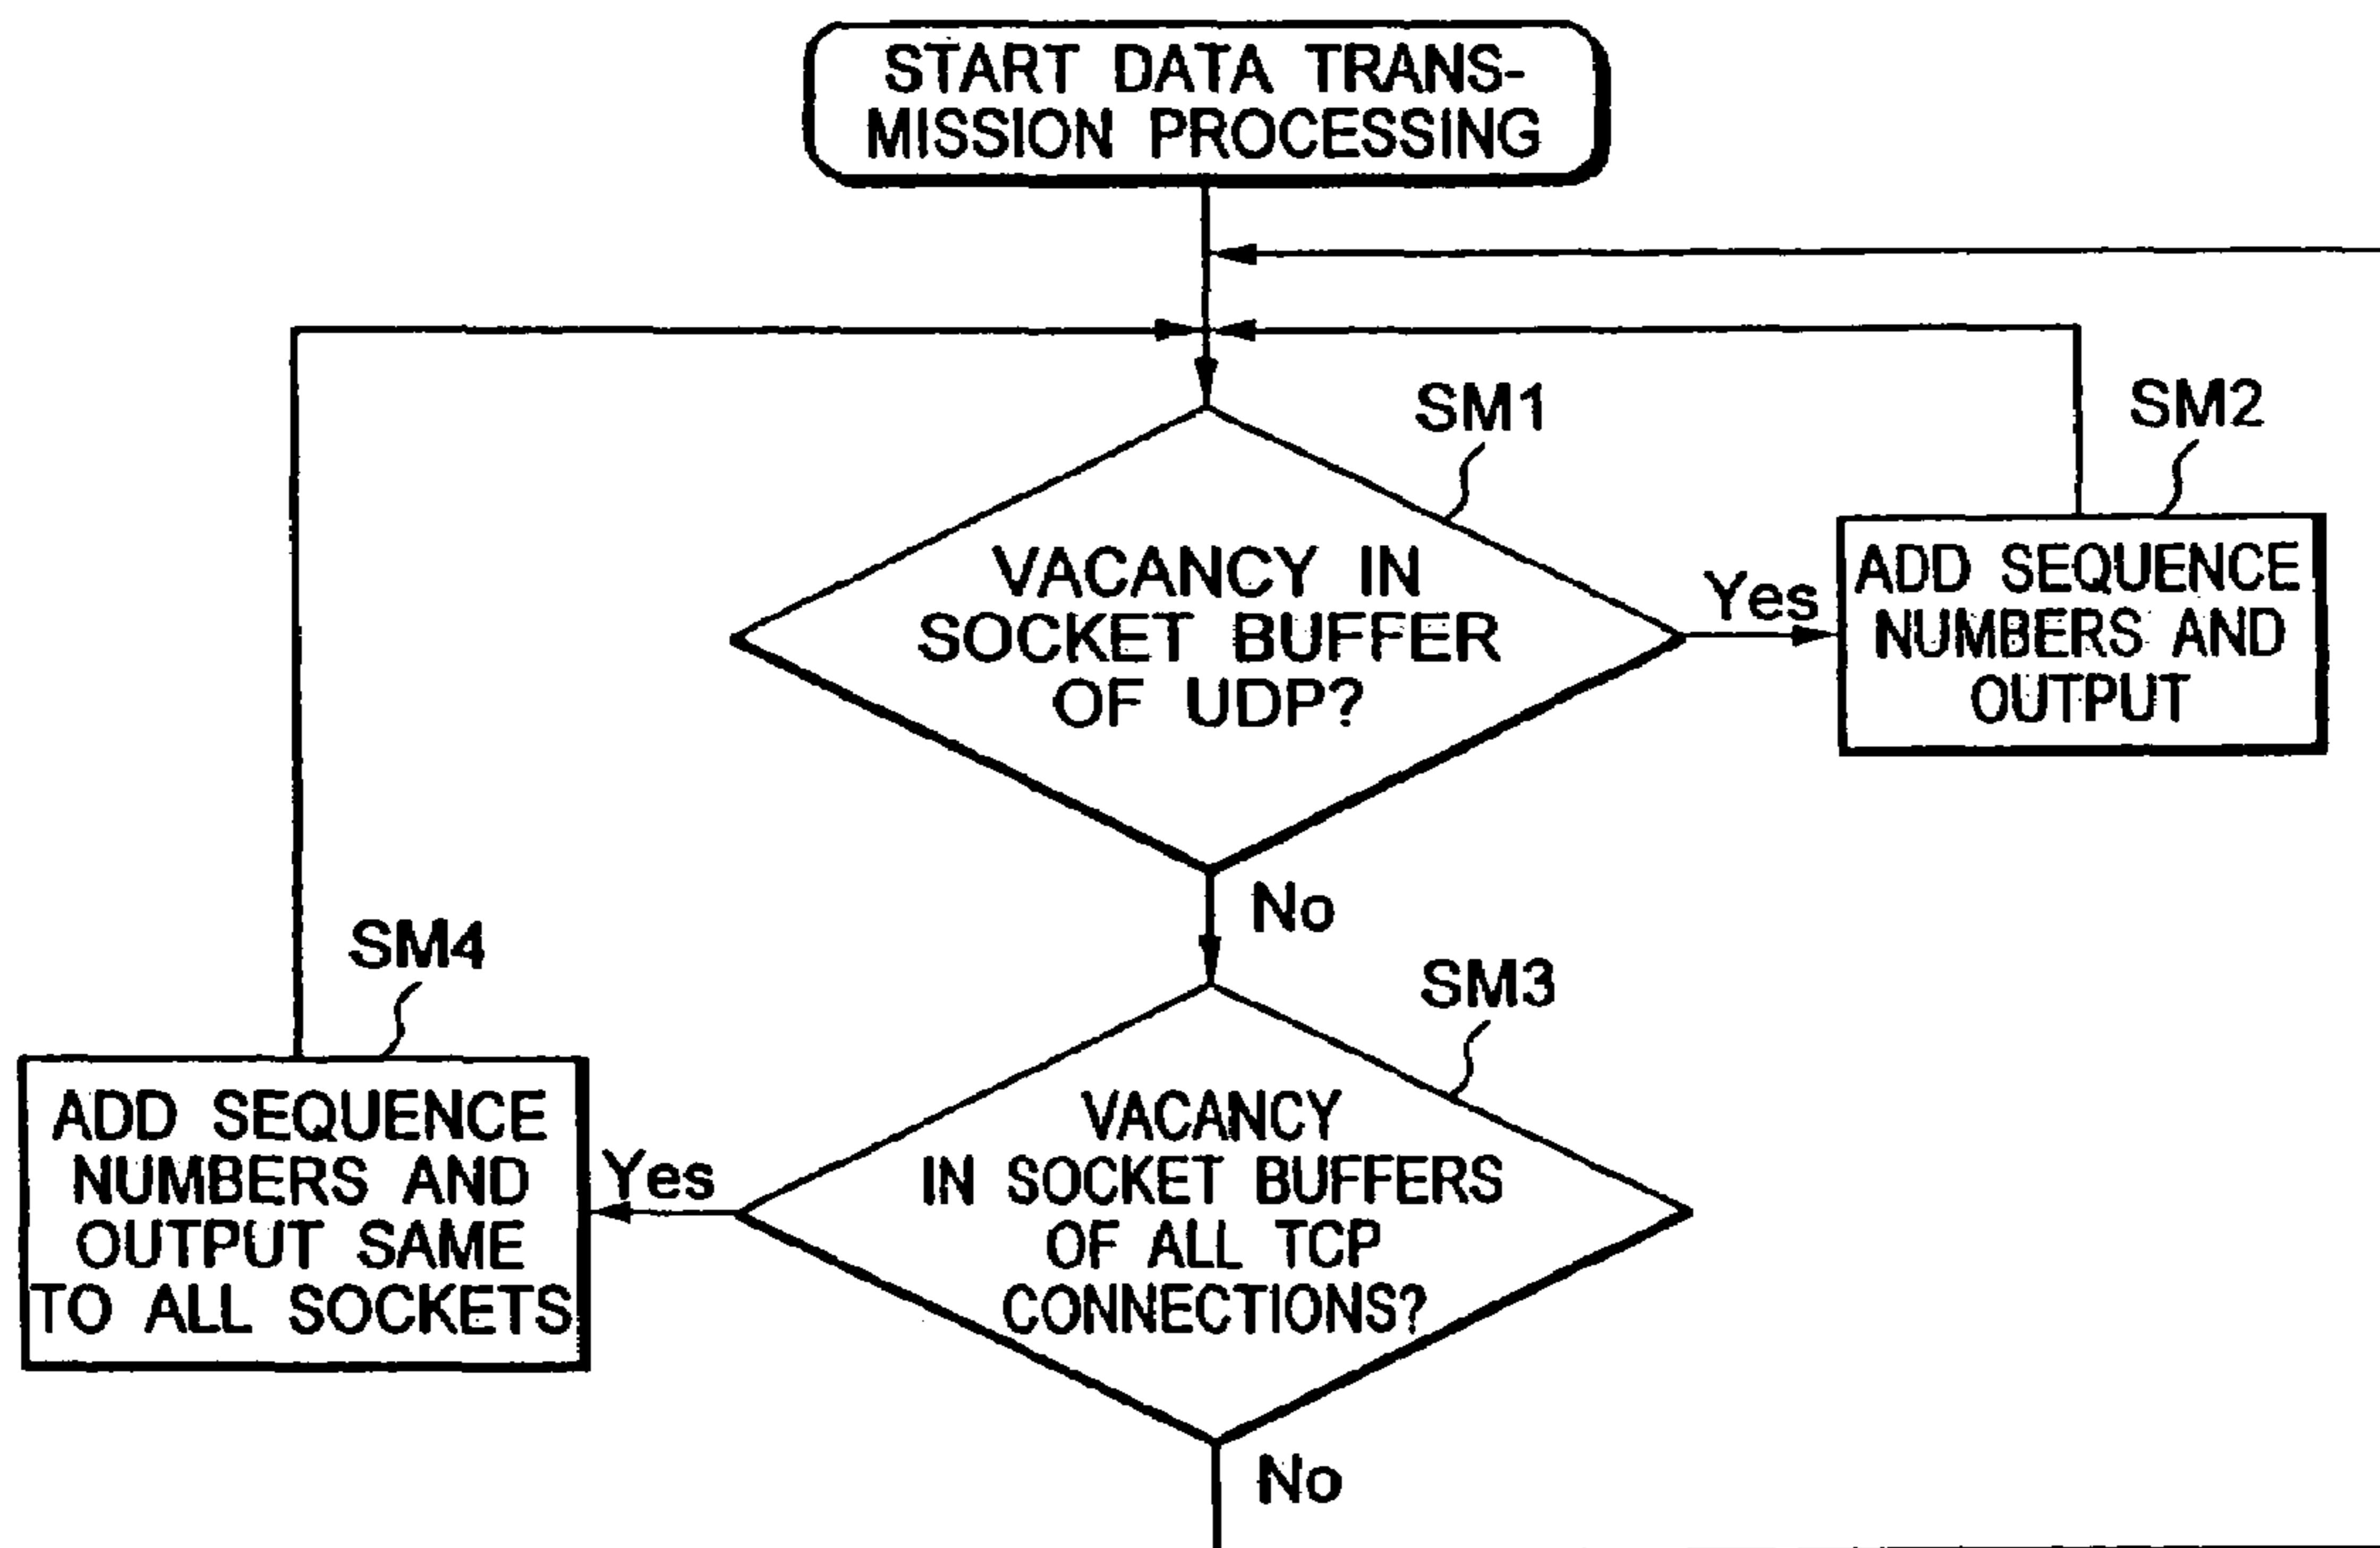 START DATA TRANS-
MISSION PROCESSING
SM1
SM2
VACANCY IN
SOCKET BUFFER
OF UDP?
Yes
ADD SEQUENCE
NUMBERS AND
OUTPUT
No
SM4
SM3
ADD SEQUENCE
NUMBERS AND
OUTPUT SAME
TO ALL SOCKETS
Yes
VACANCY
IN SOCKET BUFFERS
OF ALL TCP
CONNECTIONS?
No